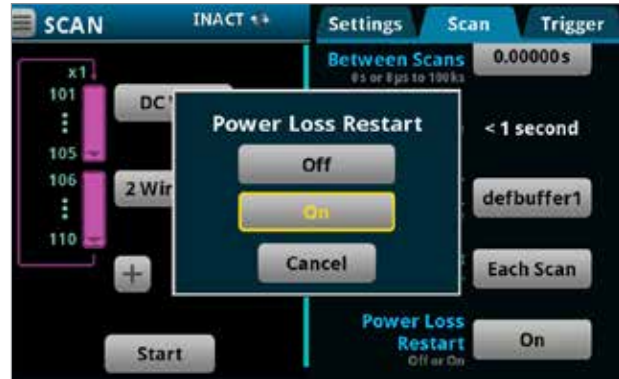 SCAN
INACT
Settings
Scan
Trigger
x1
101
105
DC
106
110
2 Wir
+
Start
Power Loss Restart
Off
On
Cancel
Between Scans
0s or 8µs to 100ks
0.00000s
< 1 second
defbuffer1
Each Scan
Power Loss
Restart
Off or On
On